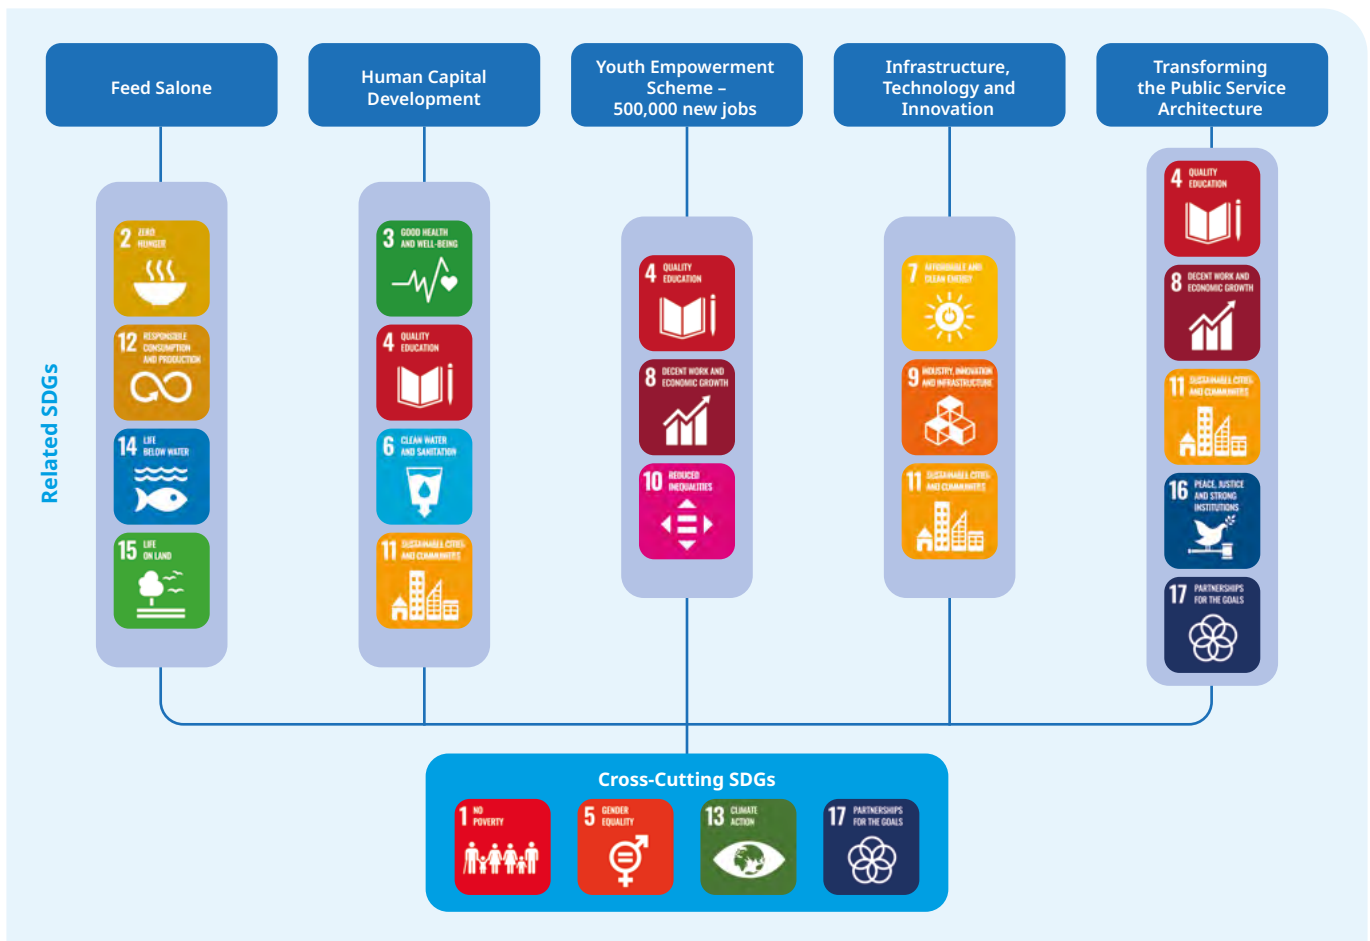 Feed Salone
Human Capital
Development
Youth Empowerment
Scheme –
500,000 new jobs
Infrastructure,
Technology and
Innovation
Transforming
the Public Service
Architecture
Related SDGs
2 ZERO
HUNGER
12 RESPONSIBLE
CONSUMPTION
AND PRODUCTION
14 LIFE
BELOW WATER
15 LIFE
ON LAND
3 GOOD HEALTH
AND WELL-BEING
4 QUALITY
EDUCATION
6 CLEAN WATER
AND SANITATION
11 SUSTAINABLE CITIES
AND COMMUNITIES
4 QUALITY
EDUCATION
8 DECENT WORK AND
ECONOMIC GROWTH
10 REDUCED
INEQUALITIES
7 AFFORDABLE AND
CLEAN ENERGY
9 INDUSTRY, INNOVATION
AND INFRASTRUCTURE
11 SUSTAINABLE CITIES
AND COMMUNITIES
4 QUALITY
EDUCATION
8 DECENT WORK AND
ECONOMIC GROWTH
11 SUSTAINABLE CITIES
AND COMMUNITIES
16 PEACE, JUSTICE
AND STRONG
INSTITUTIONS
17 PARTNERSHIPS
FOR THE GOALS
Cross-Cutting SDGs
1 NO
POVERTY
5 GENDER
EQUALITY
13 CLIMATE
ACTION
17 PARTNERSHIPS
FOR THE GOALS